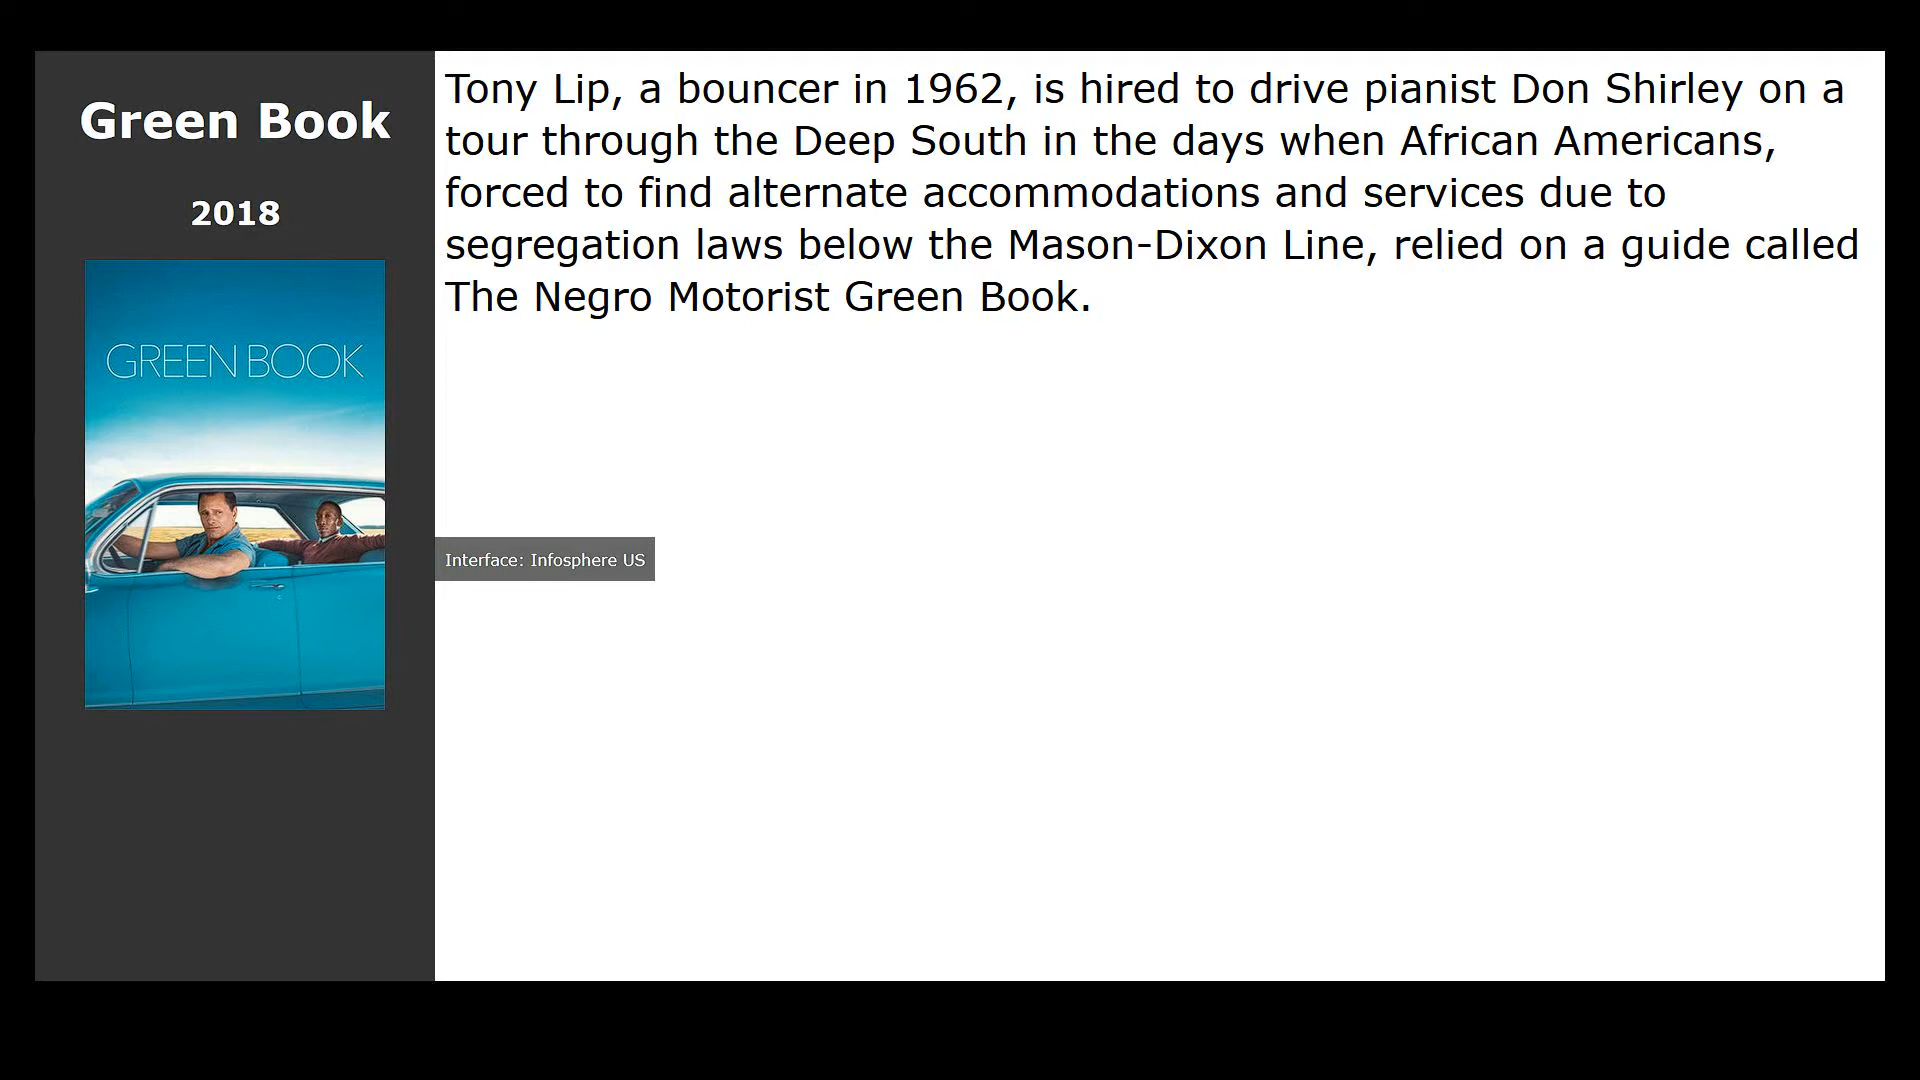 Green Book
2018
GREEN BOOK
Tony Lip, a bouncer in 1962, is hired to drive pianist Don Shirley on a
tour through the Deep South in the days when African Americans,
forced to find alternate accommodations and services due to
segregation laws below the Mason-Dixon Line, relied on a guide called
The Negro Motorist Green Book.
Interface: Infosphere US